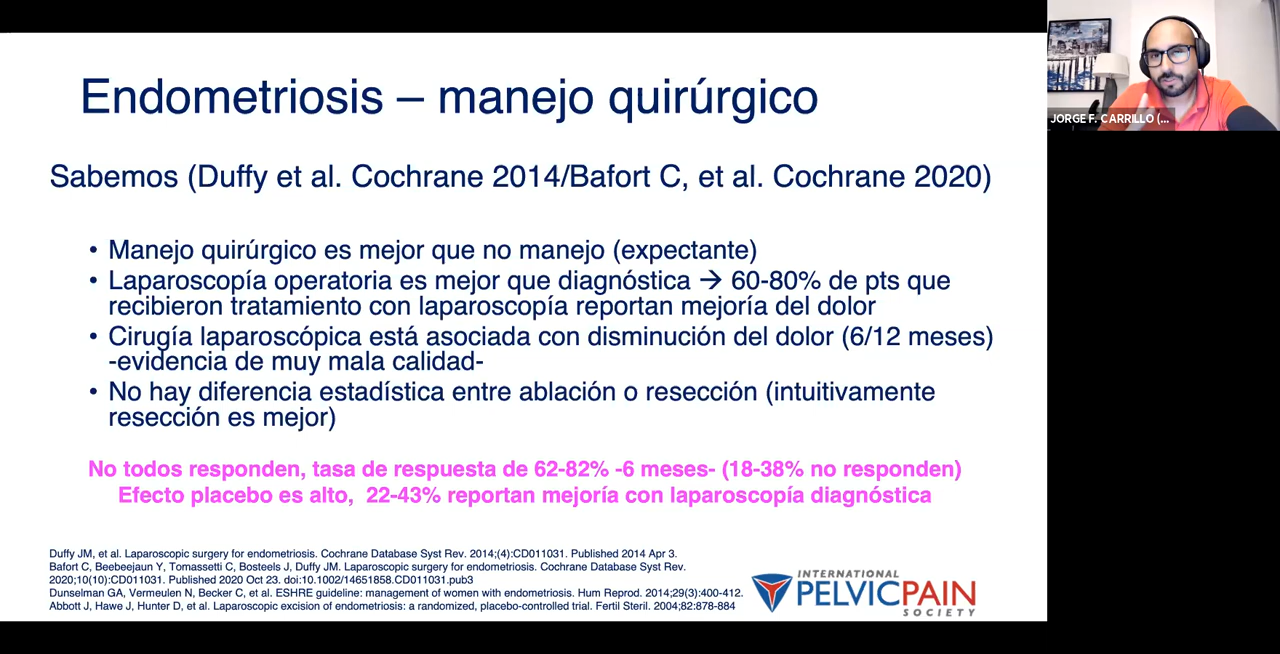 Endometriosis – manejo quirúrgico
JORGE F. CARRILLO (...
Sabemos (Duffy et al. Cochrane 2014/Bafort C, et al. Cochrane 2020)
• Manejo quirúrgico es mejor que no manejo (expectante)
• Laparoscopía operatoria es mejor que diagnóstica → 60-80% de pts que
recibieron tratamiento con laparoscopía reportan mejoría del dolor
• Cirugía laparoscópica está asociada con disminución del dolor (6/12 meses)
-evidencia de muy mala calidad-
• No hay diferencia estadística entre ablación o resección (intuitivamente
resección es mejor)
No todos responden, tasa de respuesta de 62-82% -6 meses- (18-38% no responden)
Efecto placebo es alto, 22-43% reportan mejoría con laparoscopía diagnóstica
Duffy JM, et al. Laparoscopic surgery for endometriosis. Cochrane Database Syst Rev. 2014;(4):CD011031. Published 2014 Apr 3.
Bafort C, Beebeejaun Y, Tomassetti C, Bosteels J, Duffy JM. Laparoscopic surgery for endometriosis. Cochrane Database Syst Rev.
2020;10(10):CD011031. Published 2020 Oct 23. doi:10.1002/14651858.CD011031.pub3
Dunselman GA, Vermeulen N, Becker C, et al. ESHRE guideline: management of women with endometriosis. Hum Reprod. 2014;29(3):400-412.
Abbott J, Hawe J, Hunter D, et al. Laparoscopic excision of endometriosis: a randomized, placebo-controlled trial. Fertil Steril. 2004;82:878-884
INTERNATIONAL
PELVICPAIN
SOCIETY